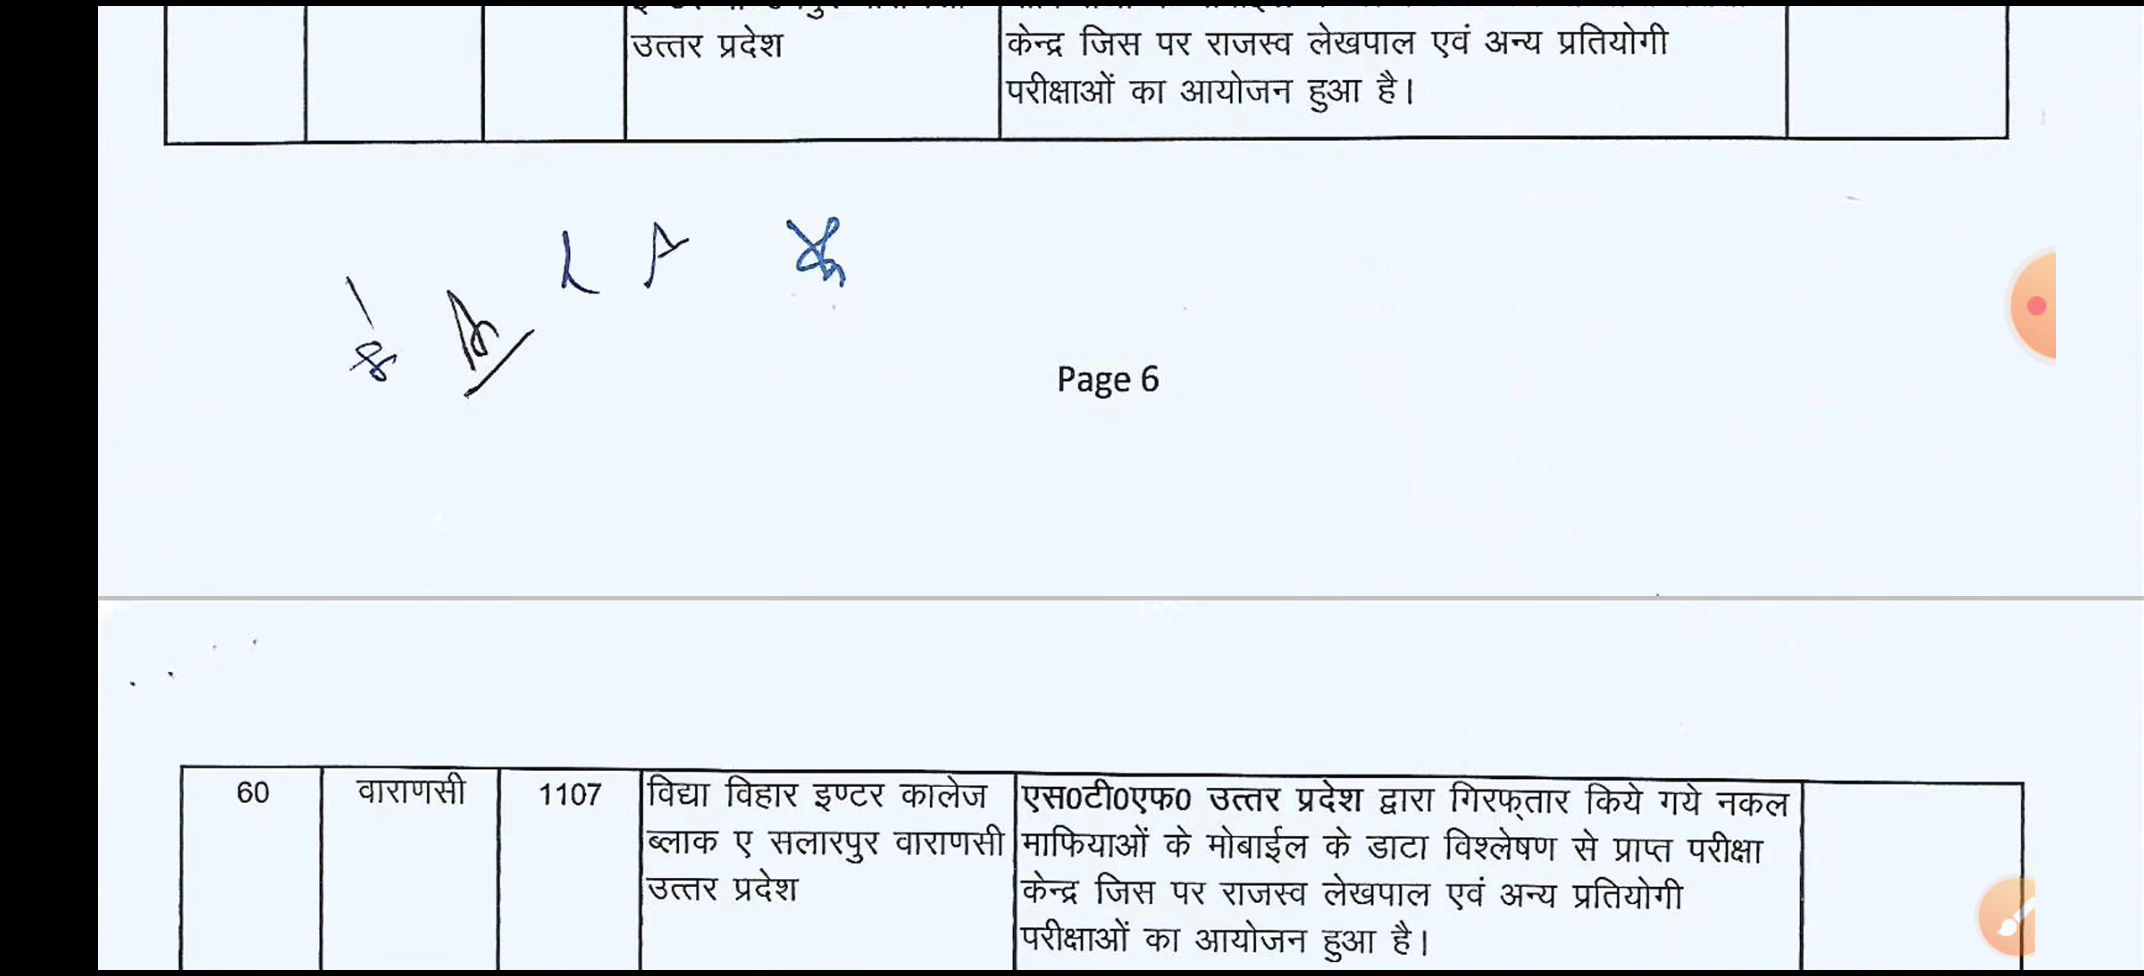 उत्तर प्रदेश
केन्द्र जिस पर राजस्व लेखपाल एवं अन्य प्रतियोगी
परीक्षाओं का आयोजन हुआ है।
Page 6
60
वाराणसी
1107
विद्या विहार इण्टर कालेज
ब्लाक ए सलारपुर वाराणसी
उत्तर प्रदेश
एस0टी0एफ0 उत्तर प्रदेश द्वारा गिरफ्तार किये गये नकल
माफियाओं के मोबाईल के डाटा विश्लेषण से प्राप्त परीक्षा
केन्द्र जिस पर राजस्व लेखपाल एवं अन्य प्रतियोगी
परीक्षाओं का आयोजन हुआ है।